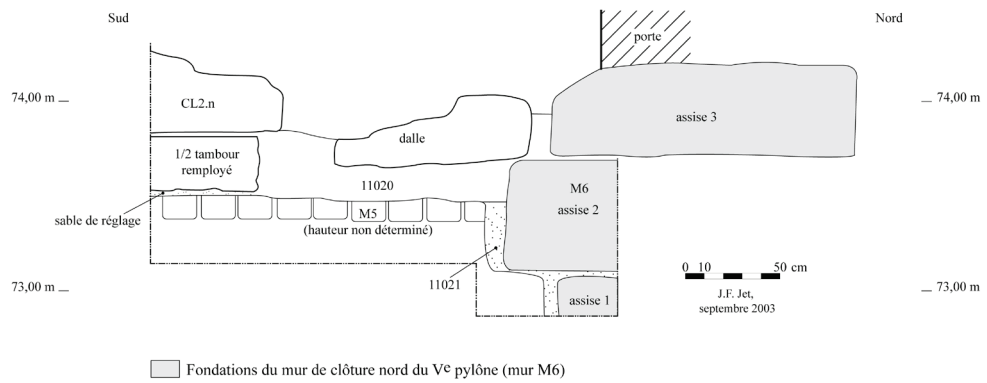 Sud
Nord
porte
74,00 m
74,00 m
CL2.n
assise 3
dalle
1/2 tambour
remployé
11020
M6
assise 2
sable de réglage
M5
(hauteur non déterminé)
11021
0 10 50 cm
73,00 m
73,00 m
assise 1
J.F. Jet,
septembre 2003
Fondations du mur de clôture nord du Ve pylône (mur M6)